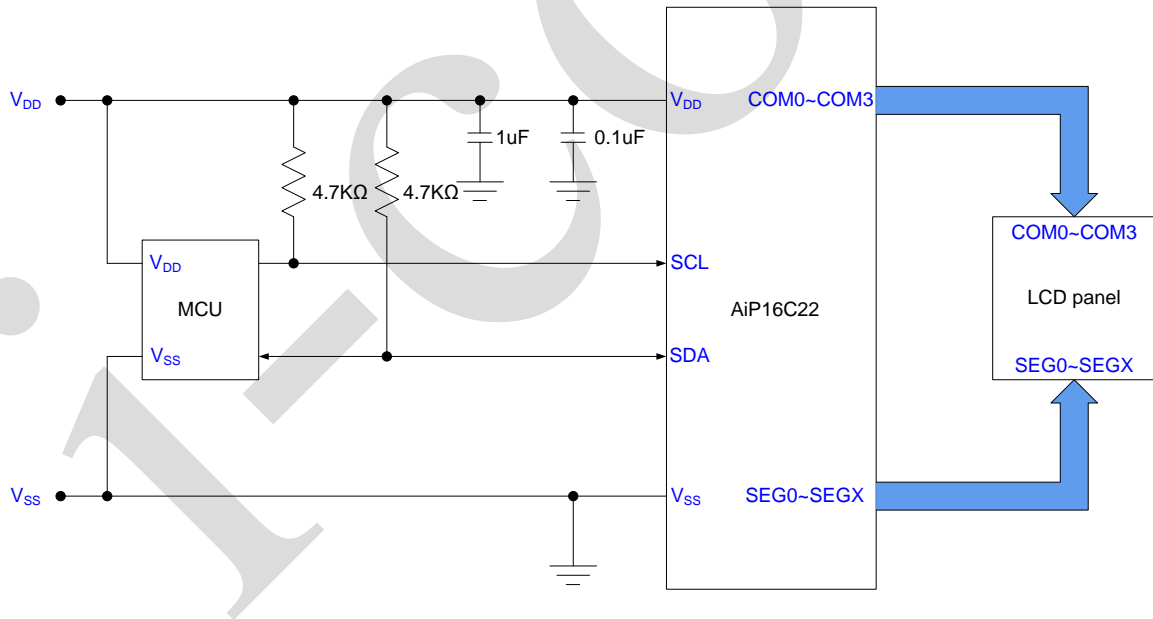 VDD
VDD
COM0~COM3
1uF
0.1uF
4.7KΩ
4.7KΩ
COM0~COM3
VDD
SCL
MCU
AiP16C22
LCD panel
VSS
SDA
SEG0~SEGX
VSS
VSS
SEG0~SEGX
i-co